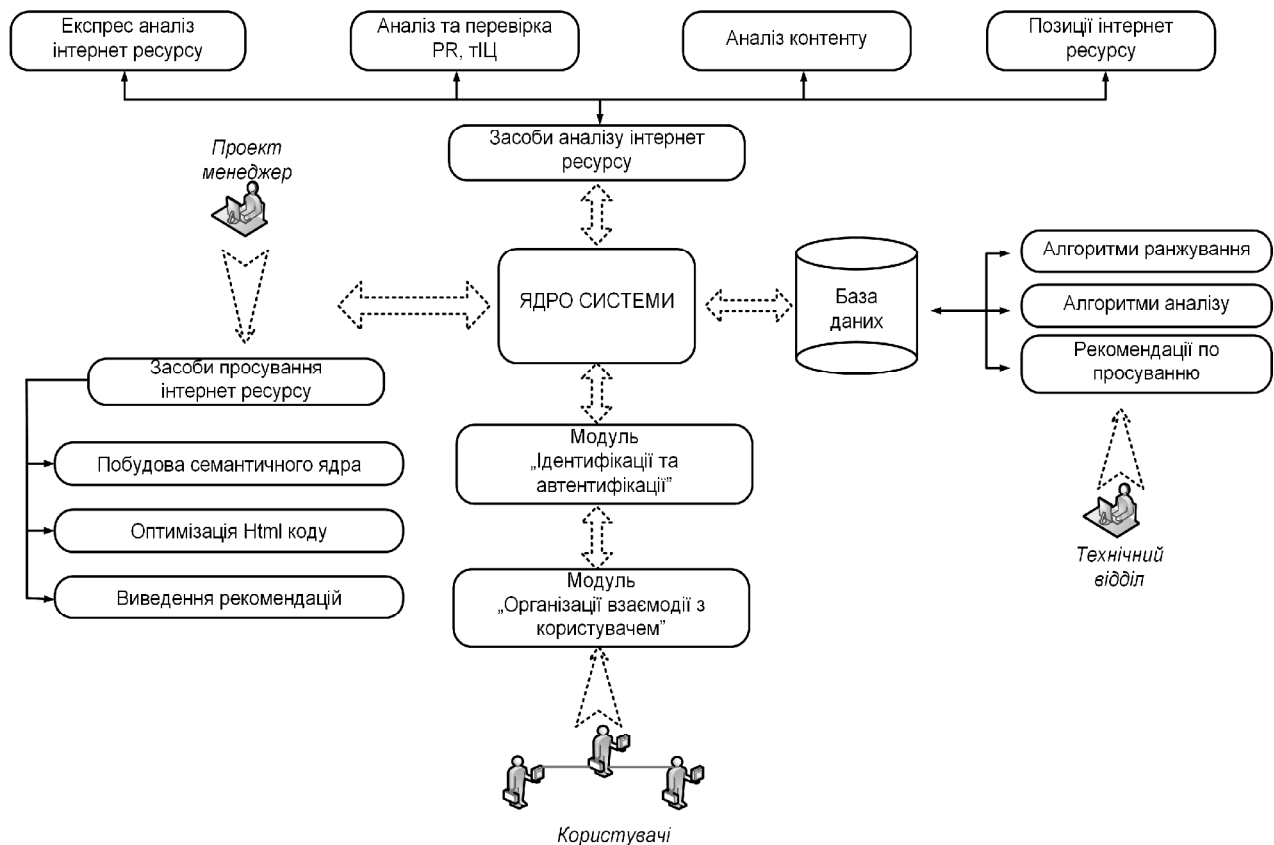 Експрес аналіз
інтернет ресурсу
Аналіз та перевірка
PR, тІЦ
Аналіз контенту
Позиції інтернет
ресурсу
Засоби аналізу інтернет
ресурсу
Проект
менеджер
ЯДРО СИСТЕМИ
База
даних
Алгоритми ранжування
Алгоритми аналізу
Рекомендації по
просуванню
Засоби просування
інтернет ресурсу
Побудова семантичного ядра
Оптимізація Html коду
Виведення рекомендацій
Модуль
„Ідентифікації та
автентифікації”
Модуль
„Організації взаємодії з
користувачем”
Технічний
відділ
Користувачі